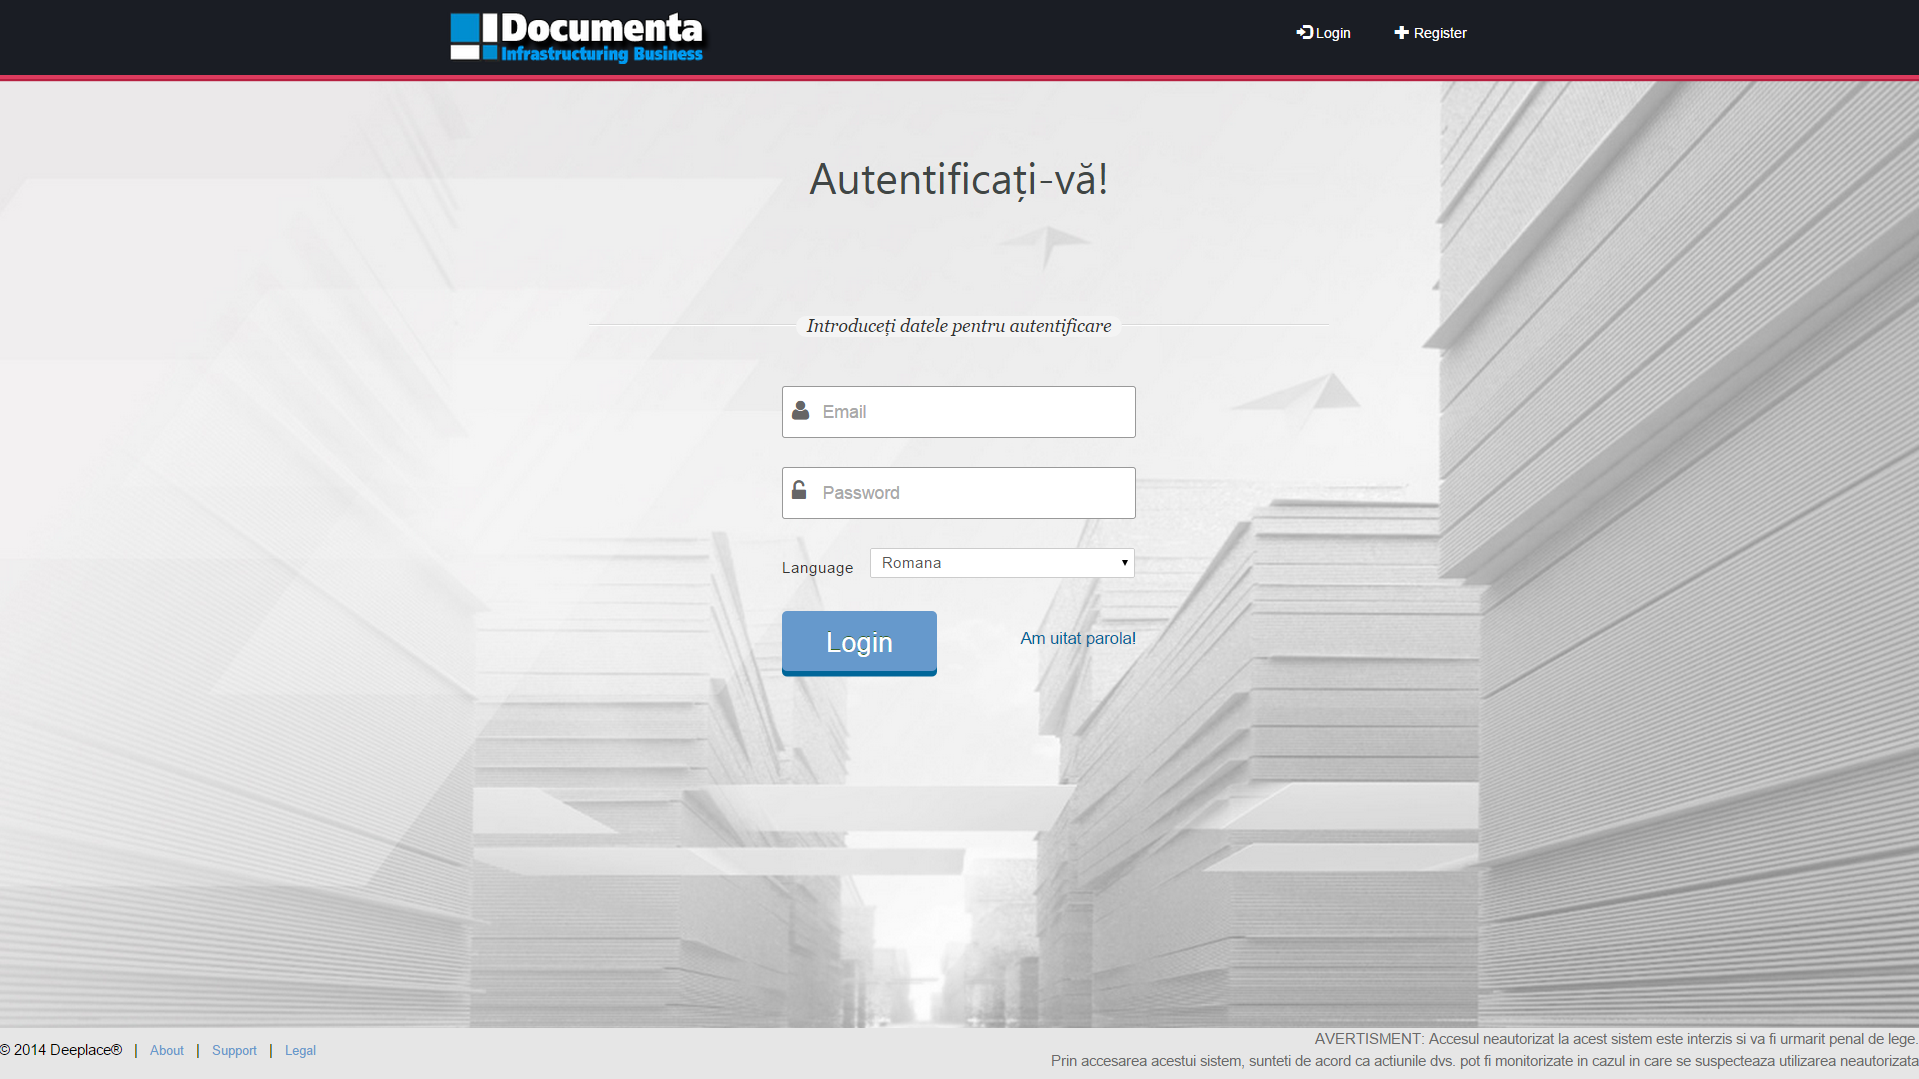 Documenta
Infrastructuring Business
Login
Register
Autentificați-vă!
Introduceți datele pentru autentificare
Email
Password
Language
Romana
Login
Am uitat parola!
© 2014 Deeplace® | About | Support | Legal
AVERTISMENT: Accesul neautorizat la acest sistem este interzis si va fi urmarit penal de lege.
Prin accesarea acestui sistem, sunteti de acord ca actiunile dvs. pot fi monitorizate in cazul in care se suspecteaza utilizarea neautorizata